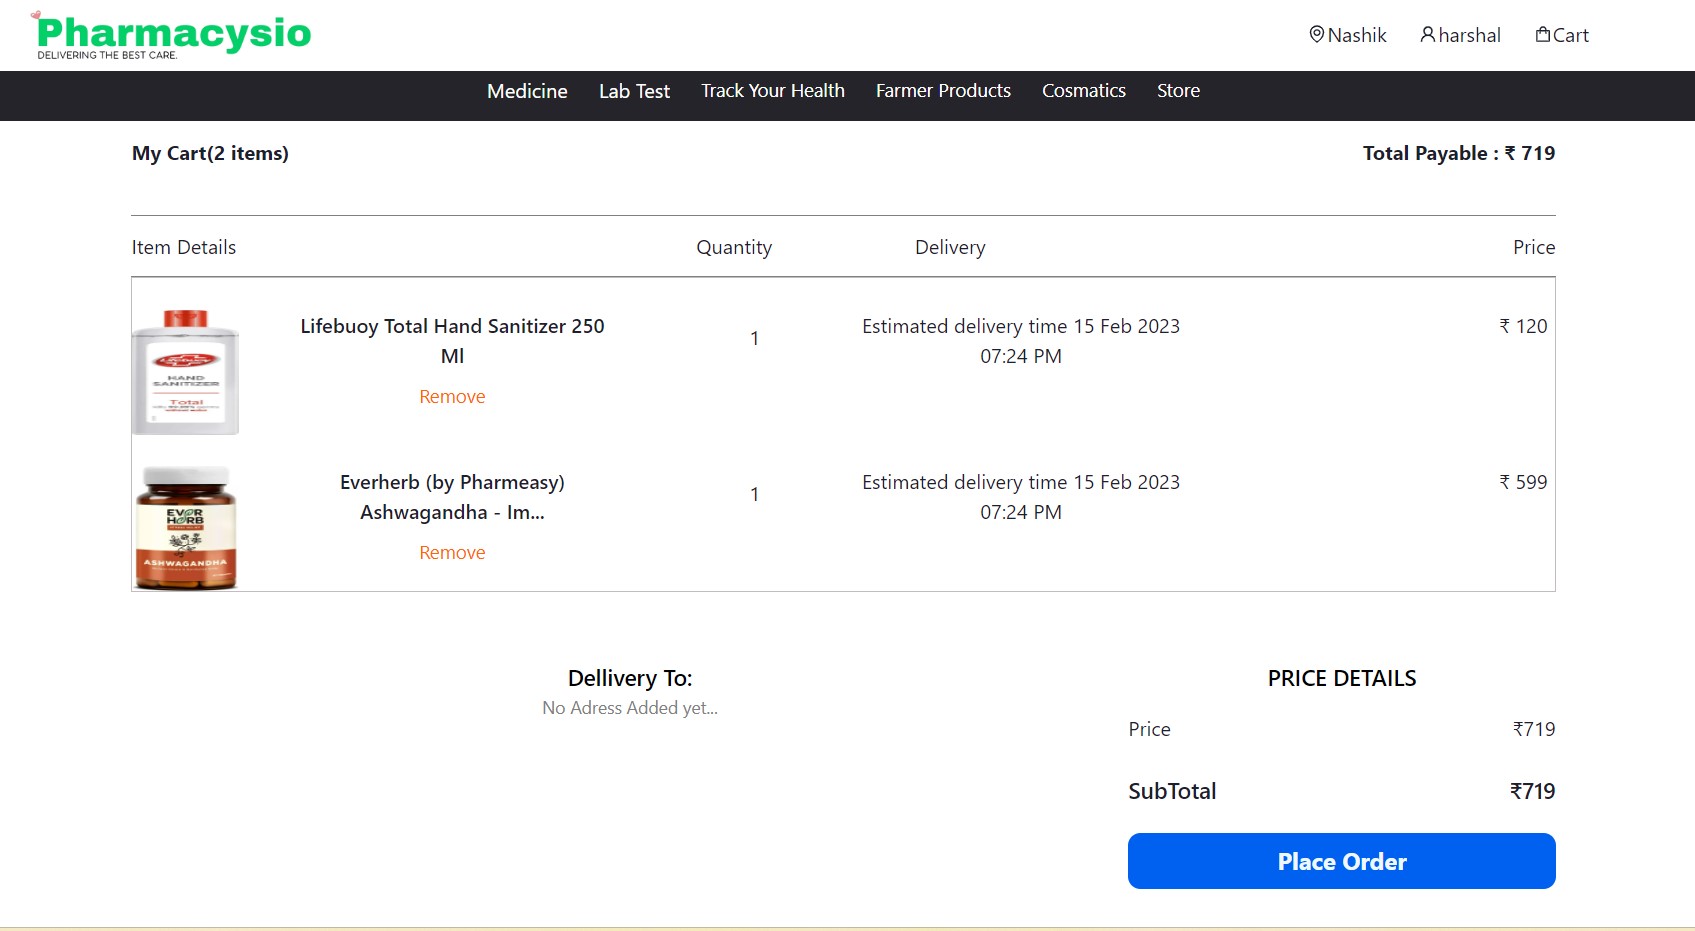 Pharmacysio
DELIVERING THE BEST CARE.
Nashik harshal Cart
Medicine Lab Test Track Your Health Farmer Products Cosmatics Store
My Cart(2 items) Total Payable : ₹ 719
Item Details Quantity Delivery Price
Lifebuoy Total Hand Sanitizer 250
Ml
Remove
1
Estimated delivery time 15 Feb 2023
07:24 PM
₹ 120
Lifebuoy
HAND
SANITIZER
Total
Everherb (by Pharmeasy)
Ashwagandha - Im...
Remove
1
Estimated delivery time 15 Feb 2023
07:24 PM
₹ 599
EVER
HERB
ASHWAGANDHA
Dellivery To:
No Adress Added yet...
PRICE DETAILS
Price ₹719
SubTotal ₹719
Place Order